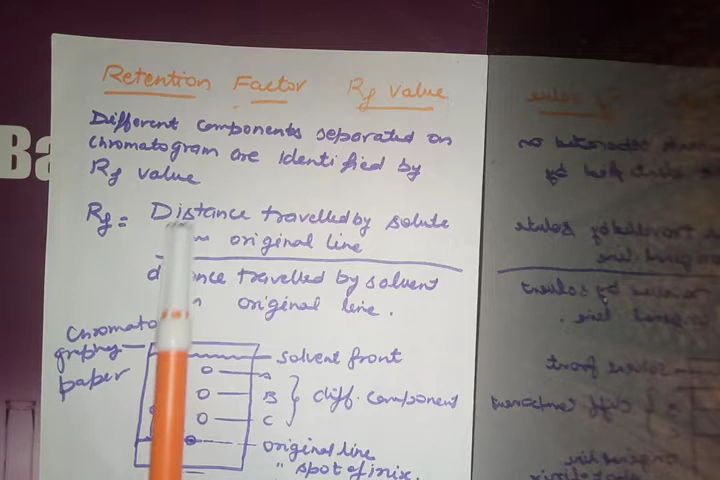 Retention Factor Rf value
Different components separated on
chromatogram are identified by
Rf value
Rf = Distance travelled by solute
original line
distance travelled by solvent
original line.
Chromato
graphy
paper
solvent front
A
B
C
diff. component
original line
" spot of mix.
Ba